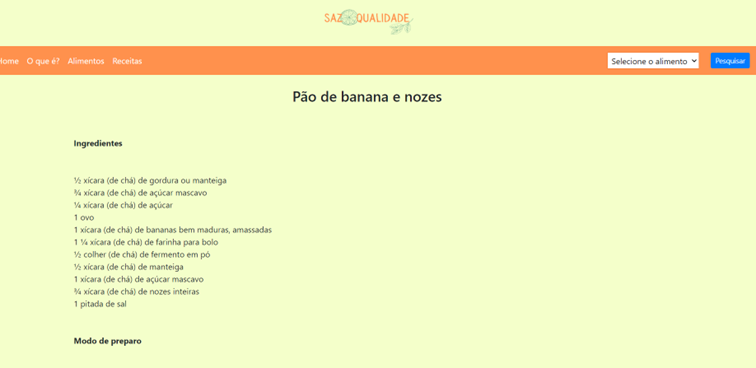 SAZ QUALIDADE
Home O que é? Alimentos Receitas Selecione o alimento Pesquisar
Pão de banana e nozes
Ingredientes
½ xícara (de chá) de gordura ou manteiga
¾ xícara (de chá) de açúcar mascavo
¼ xícara (de chá) de açúcar
1 ovo
1 xícara (de chá) de bananas bem maduras, amassadas
1 ¼ xícara (de chá) de farinha para bolo
½ colher (de chá) de fermento em pó
½ xícara (de chá) de manteiga
1 xícara (de chá) de açúcar mascavo
¾ xícara (de chá) de nozes inteiras
1 pitada de sal
Modo de preparo